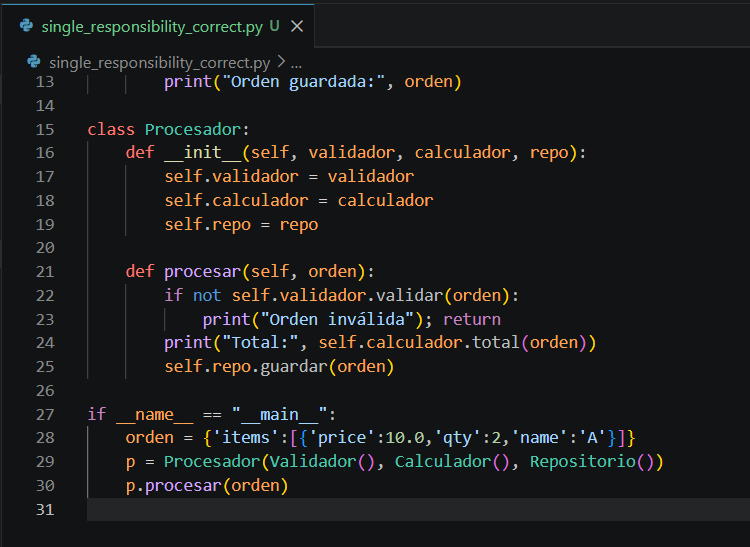 single_responsibility_correct.py U
single_responsibility_correct.py > ...
13 print("Orden guardada:", orden)
14
15 class Procesador:
16 def __init__(self, validador, calculador, repo):
17 self.validador = validador
18 self.calculador = calculador
19 self.repo = repo
20
21 def procesar(self, orden):
22 if not self.validador.validar(orden):
23 print("Orden inválida"); return
24 print("Total:", self.calculador.total(orden))
25 self.repo.guardar(orden)
26
27 if __name__ == "__main__":
28 orden = {'items':[{'price':10.0,'qty':2,'name':'A'}]}
29 p = Procesador(Validador(), Calculador(), Repositorio())
30 p.procesar(orden)
31